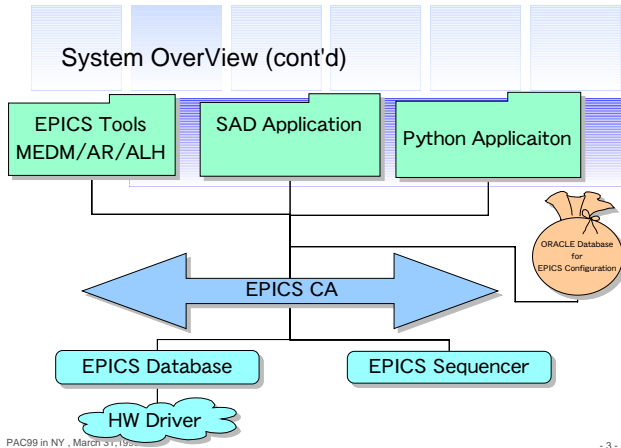 System OverView (cont'd)
EPICS Tools
MEDM/AR/ALH
SAD Application
Python Applicaiton
ORACLE Database
for
EPICS Configuration
EPICS CA
EPICS Database
EPICS Sequencer
HW Driver
PAC99 in NY , March 31,
- 3 -